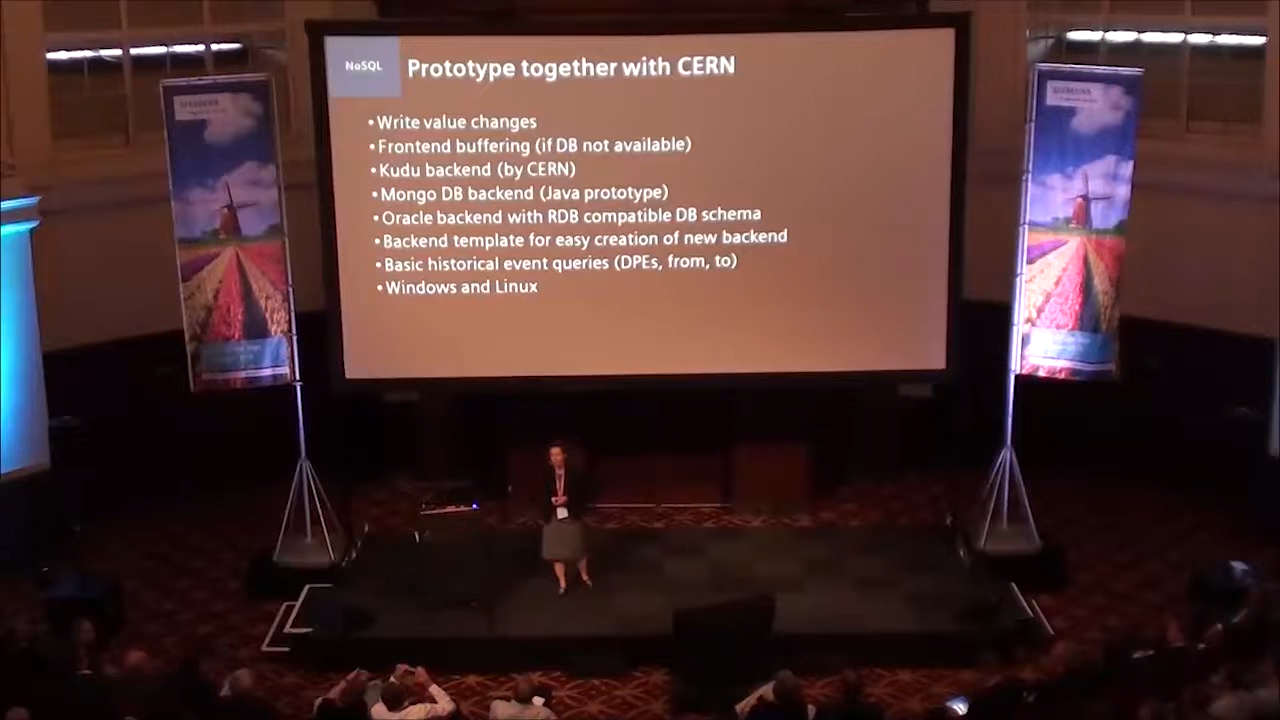 NoSQL
Prototype together with CERN
• Write value changes
• Frontend buffering (if DB not available)
• Kudu backend (by CERN)
• Mongo DB backend (Java prototype)
• Oracle backend with RDB compatible DB schema
• Backend template for easy creation of new backend
• Basic historical event queries (DPEs, from, to)
• Windows and Linux
SIEMENS
SIEMENS